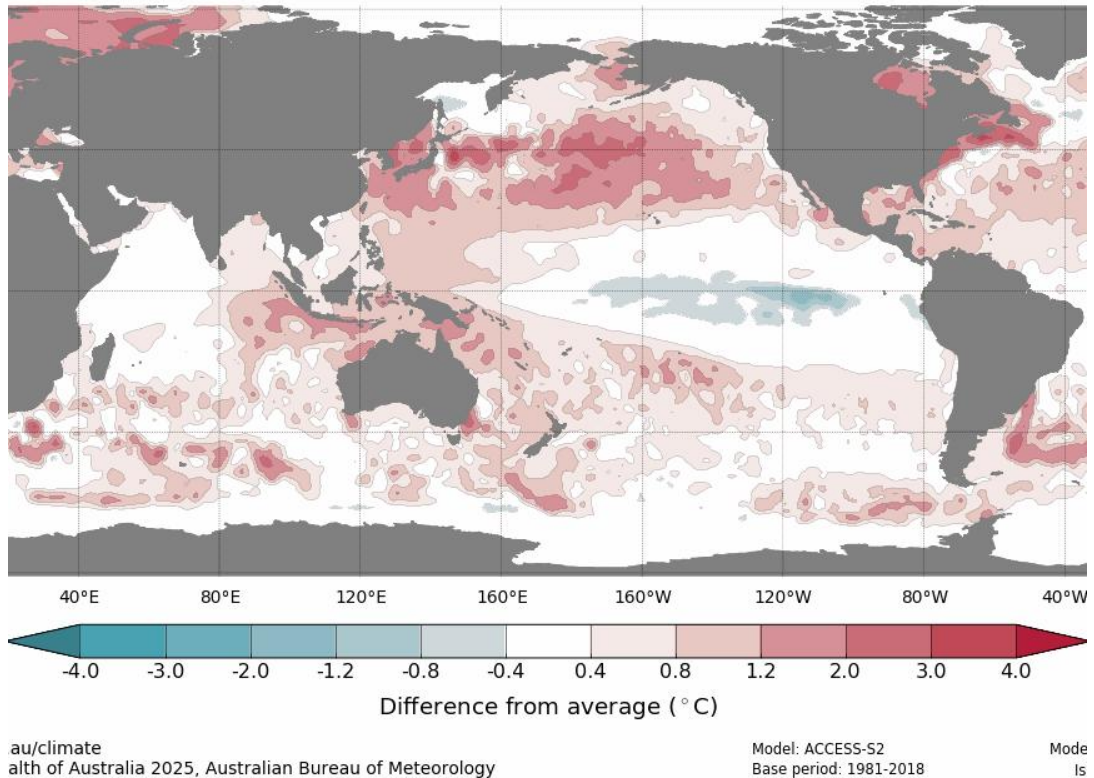 40°E 80°E 120°E 160°E 160°W 120°W 80°W 40°W
-4.0 -3.0 -2.0 -1.2 -0.8 -0.4 0.4 0.8 1.2 2.0 3.0 4.0
Difference from average (°C)
.au/climate
alth of Australia 2025, Australian Bureau of Meteorology
Model: ACCESS-S2
Base period: 1981-2018
Mode
Is